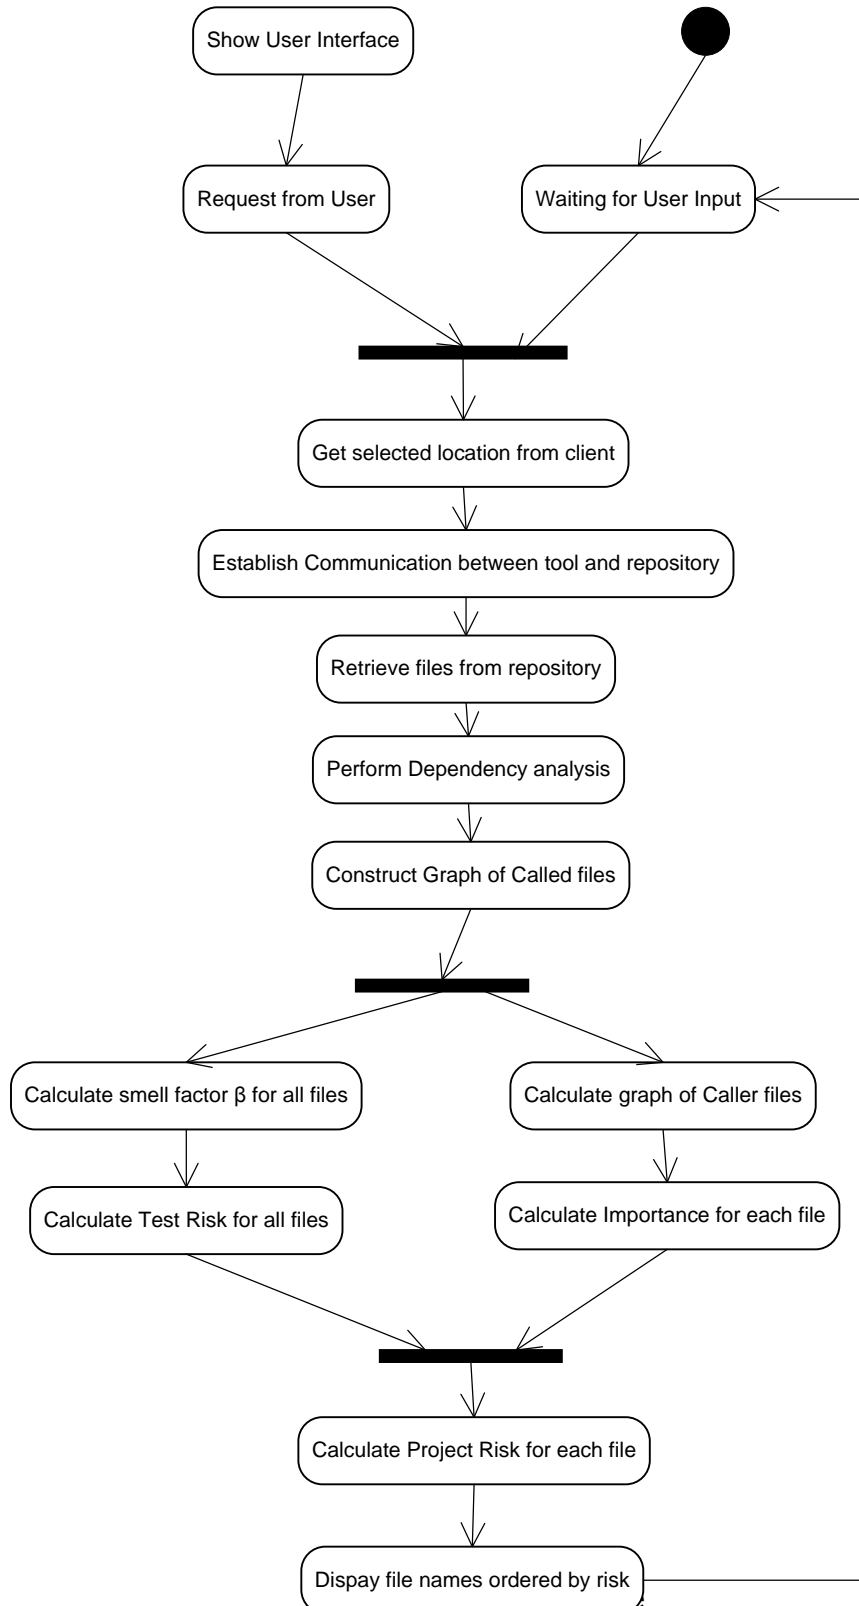 Show User Interface
Request from User
Waiting for User Input
Get selected location from client
Establish Communication between tool and repository
Retrieve files from repository
Perform Dependency analysis
Construct Graph of Called files
Calculate smell factor β for all files
Calculate graph of Caller files
Calculate Test Risk for all files
Calculate Importance for each file
Calculate Project Risk for each file
Dispay file names ordered by risk